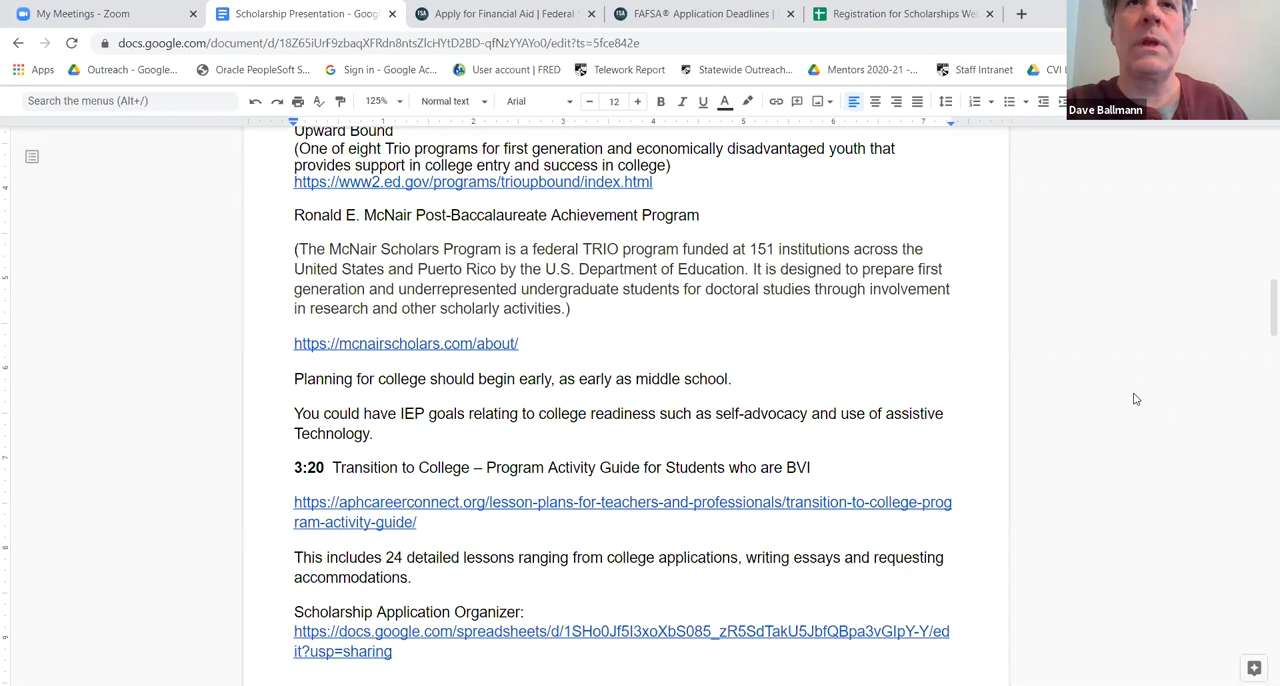 My Meetings - Zoom
Scholarship Presentation - Goog
Apply for Financial Aid | Federal
FAFSA® Application Deadlines |
Registration for Scholarships We
docs.google.com/document/d/18Z65iUrF9zbaqXFRdn8ntsZlcHYtD2BD-qfNzYYAYo0/edit?ts=5fce842e
Apps Outreach - Google... Oracle PeopleSoft S... Sign in - Google Ac... User account | FRED Telework Report Statewide Outreach... Mentors 2020-21 -... Staff Intranet CVI
Search the menus (Alt+/) 125% Normal text Arial 12 B I U A
Dave Ballmann
1 2 3 4 5 6 7
Upward Bound
(One of eight Trio programs for first generation and economically disadvantaged youth that
provides support in college entry and success in college)
https://www2.ed.gov/programs/trioupbound/index.html
Ronald E. McNair Post-Baccalaureate Achievement Program
(The McNair Scholars Program is a federal TRIO program funded at 151 institutions across the
United States and Puerto Rico by the U.S. Department of Education. It is designed to prepare first
generation and underrepresented undergraduate students for doctoral studies through involvement
in research and other scholarly activities.)
https://mcnairscholars.com/about/
Planning for college should begin early, as early as middle school.
You could have IEP goals relating to college readiness such as self-advocacy and use of assistive
Technology.
3:20 Transition to College – Program Activity Guide for Students who are BVI
https://aphcareerconnect.org/lesson-plans-for-teachers-and-professionals/transition-to-college-prog
ram-activity-guide/
This includes 24 detailed lessons ranging from college applications, writing essays and requesting
accommodations.
Scholarship Application Organizer:
https://docs.google.com/spreadsheets/d/1SHo0Jf5I3xoXbS085_zR5SdTakU5JbfQBpa3vGIpY-Y/ed
it?usp=sharing